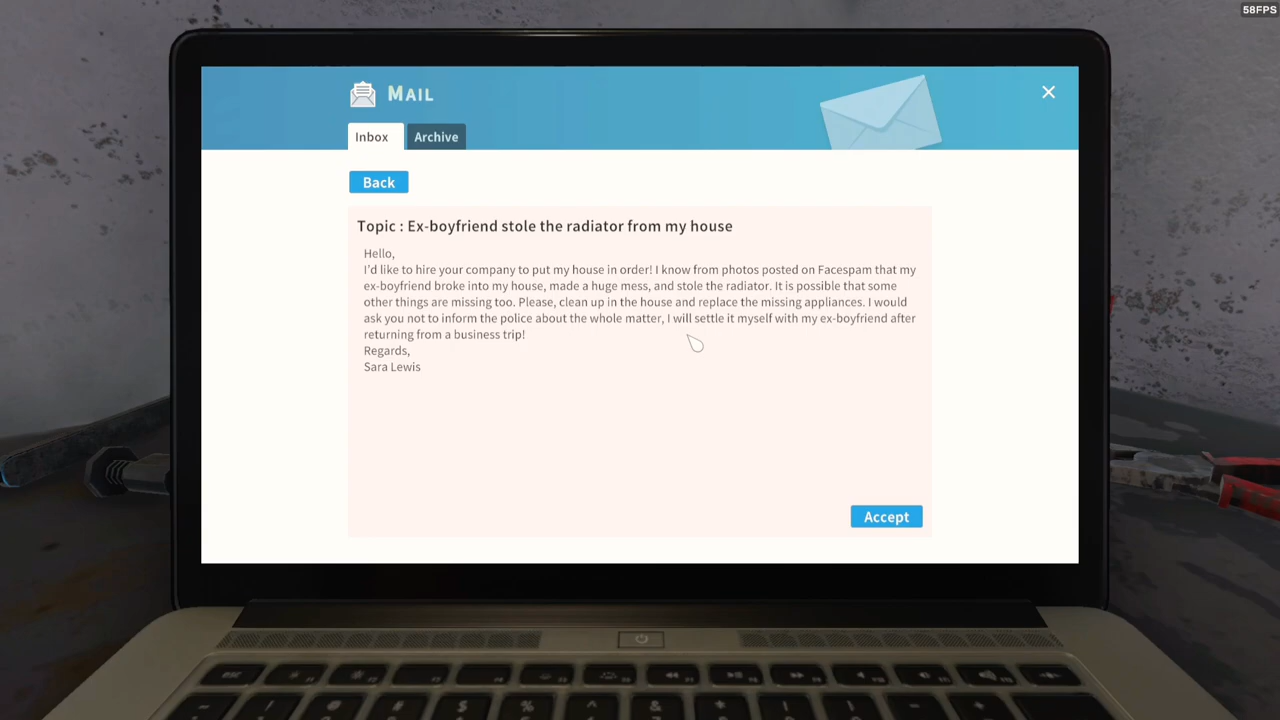 58FPS
MAIL
Inbox
Archive
Back
Topic : Ex-boyfriend stole the radiator from my house
Hello,
I'd like to hire your company to put my house in order! I know from photos posted on Facespam that my
ex-boyfriend broke into my house, made a huge mess, and stole the radiator. It is possible that some
other things are missing too. Please, clean up in the house and replace the missing appliances. I would
ask you not to inform the police about the whole matter, I will settle it myself with my ex-boyfriend after
returning from a business trip!
Regards,
Sara Lewis
Accept